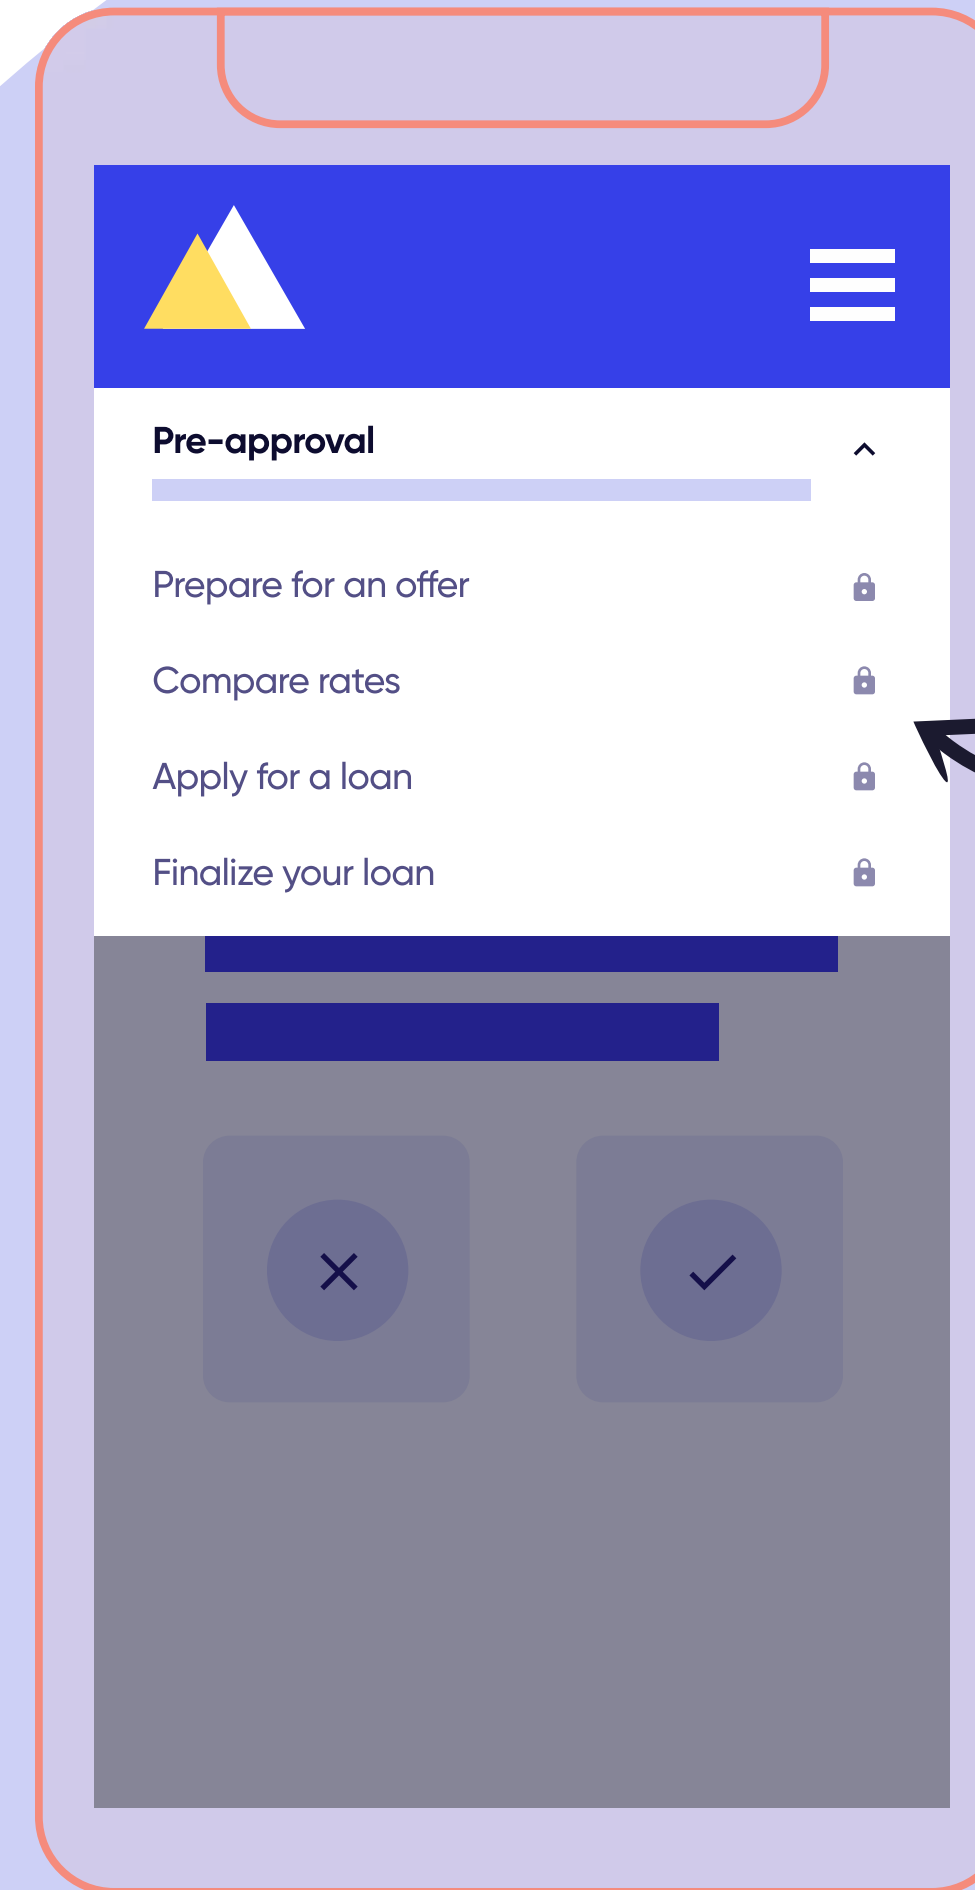 Pre-approval
Prepare for an offer
Compare rates
Apply for a loan
Finalize your loan